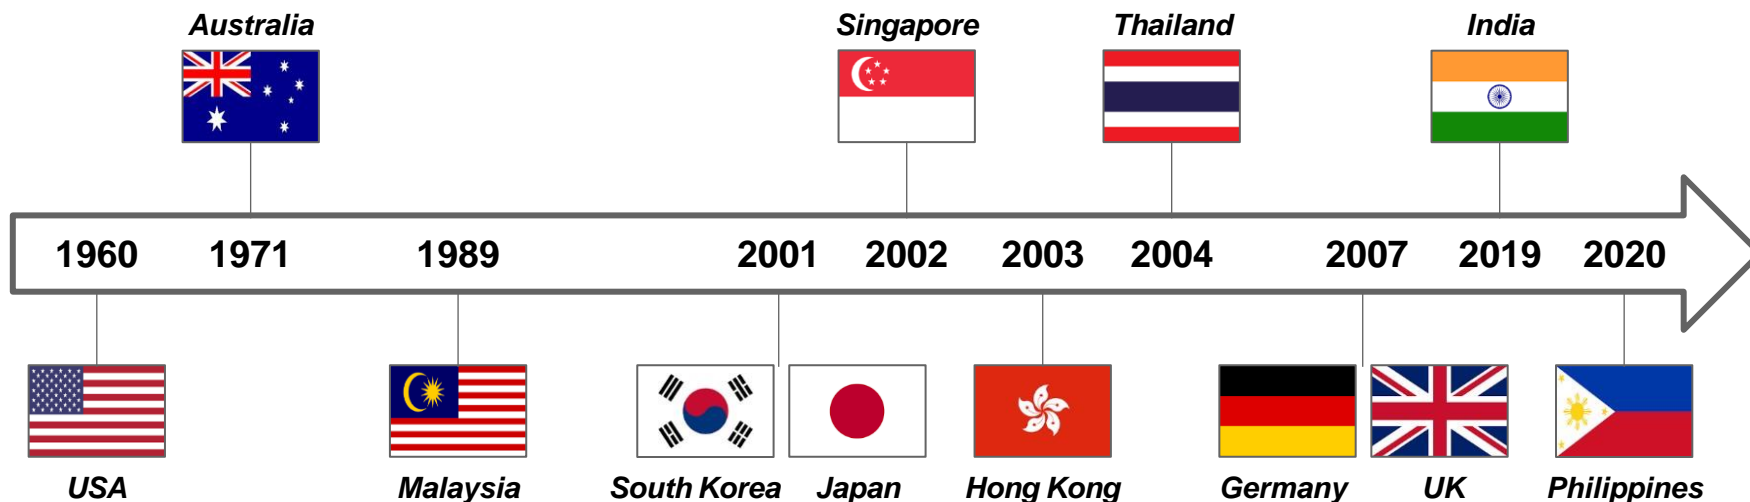 Australia
Singapore
Thailand
India
1960
1971
1989
2001
2002
2003
2004
2007
2019
2020
USA
Malaysia
South Korea
Japan
Hong Kong
Germany
UK
Philippines